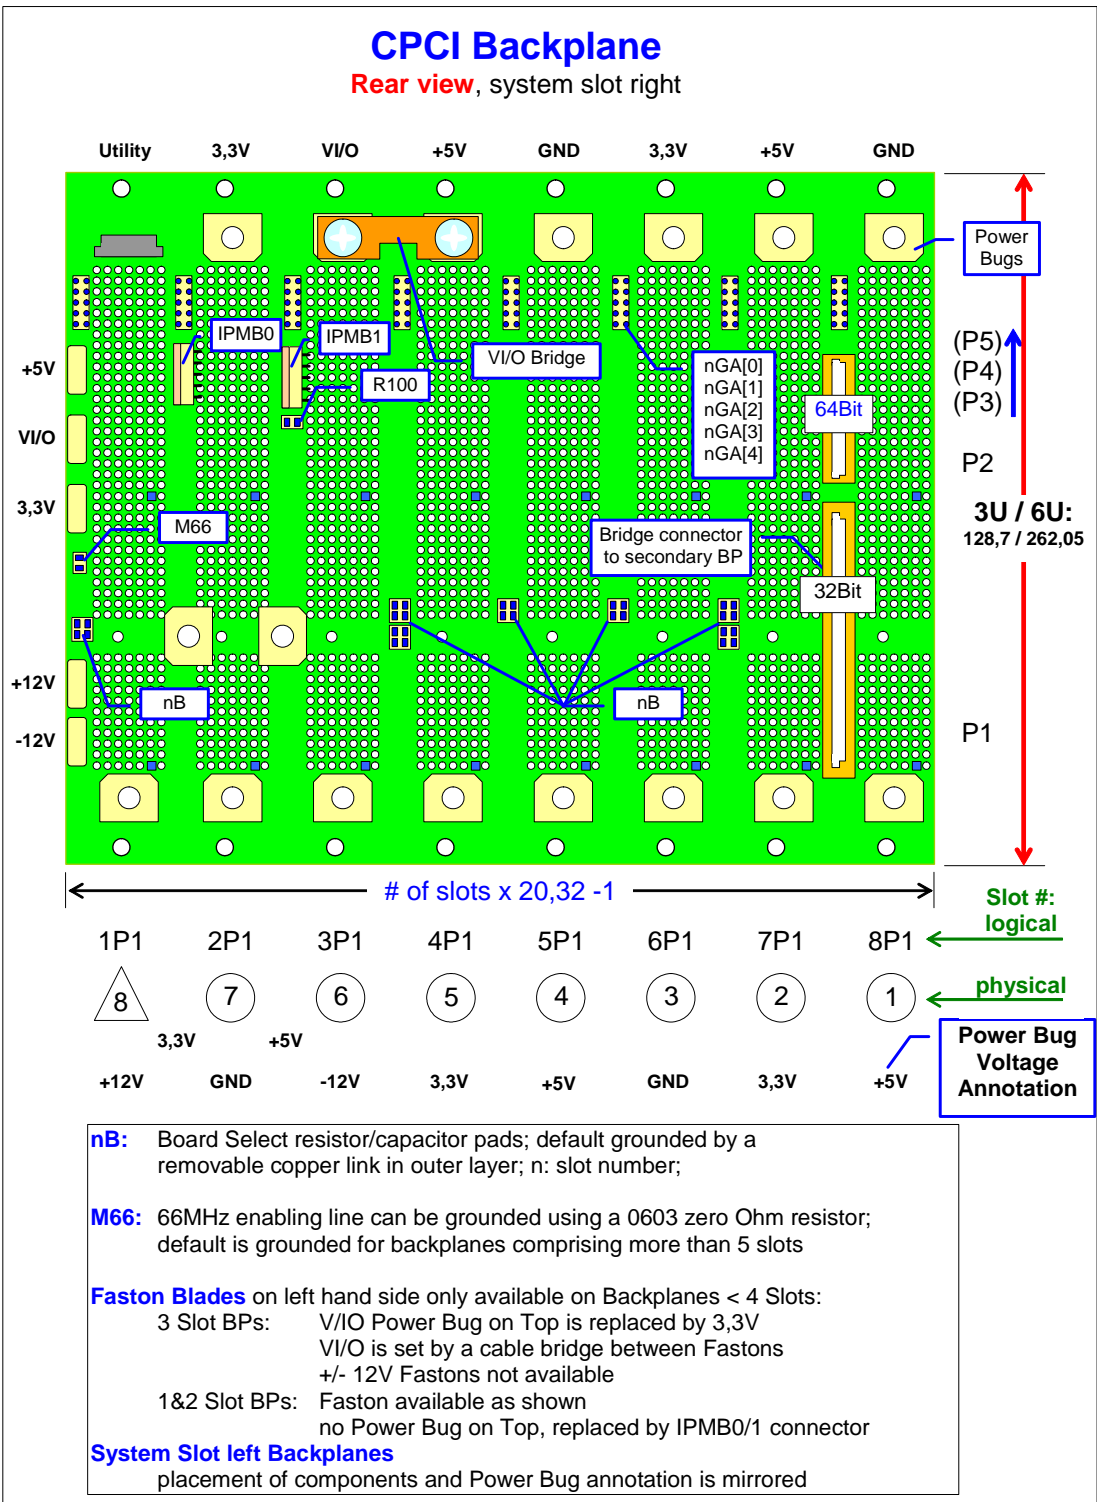 CPCI Backplane
Rear view, system slot right
Utility 3,3V VI/O +5V GND 3,3V +5V GND
Power
Bugs
IPMB0
IPMB1
VI/O Bridge
R100
nGA[0]
nGA[1]
nGA[2]
nGA[3]
nGA[4]
64Bit
(P5)
(P4)
(P3)
P2
+5V
VI/O
3,3V
M66
Bridge connector
to secondary BP
32Bit
3U / 6U:
128,7 / 262,05
+12V
-12V
nB
nB
P1
# of slots x 20,32 -1
Slot #:
logical
1P1 2P1 3P1 4P1 5P1 6P1 7P1 8P1
physical
8 7 6 5 4 3 2 1
3,3V +5V
+12V GND -12V 3,3V +5V GND 3,3V +5V
Power Bug
Voltage
Annotation
nB: Board Select resistor/capacitor pads; default grounded by a
removable copper link in outer layer; n: slot number;
M66: 66MHz enabling line can be grounded using a 0603 zero Ohm resistor;
default is grounded for backplanes comprising more than 5 slots
Faston Blades on left hand side only available on Backplanes < 4 Slots:
3 Slot BPs: V/IO Power Bug on Top is replaced by 3,3V
VI/O is set by a cable bridge between Fastons
+/- 12V Fastons not available
1&2 Slot BPs: Faston available as shown
no Power Bug on Top, replaced by IPMB0/1 connector
System Slot left Backplanes
placement of components and Power Bug annotation is mirrored